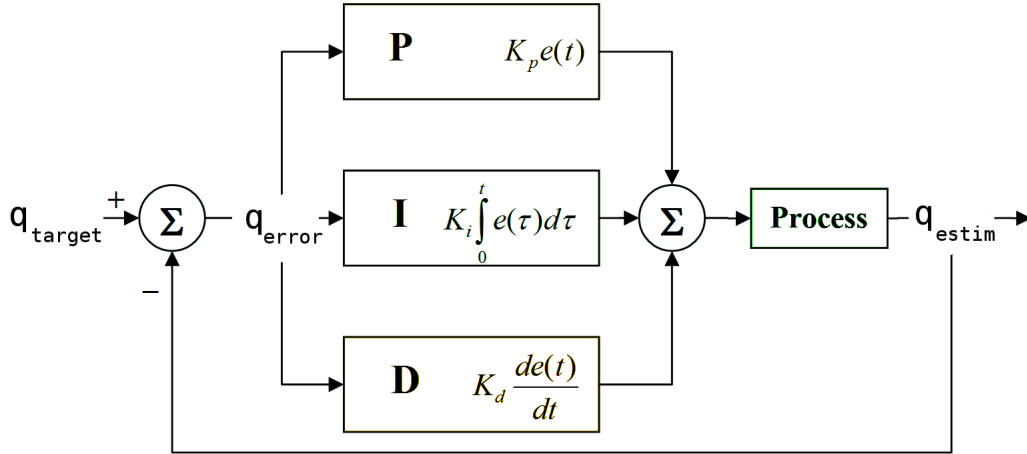 P K_p e(t)
q_target + Σ q_error I K_i ∫_0^t e(τ)dτ Σ Process q_estim
−
D K_d de(t)/dt